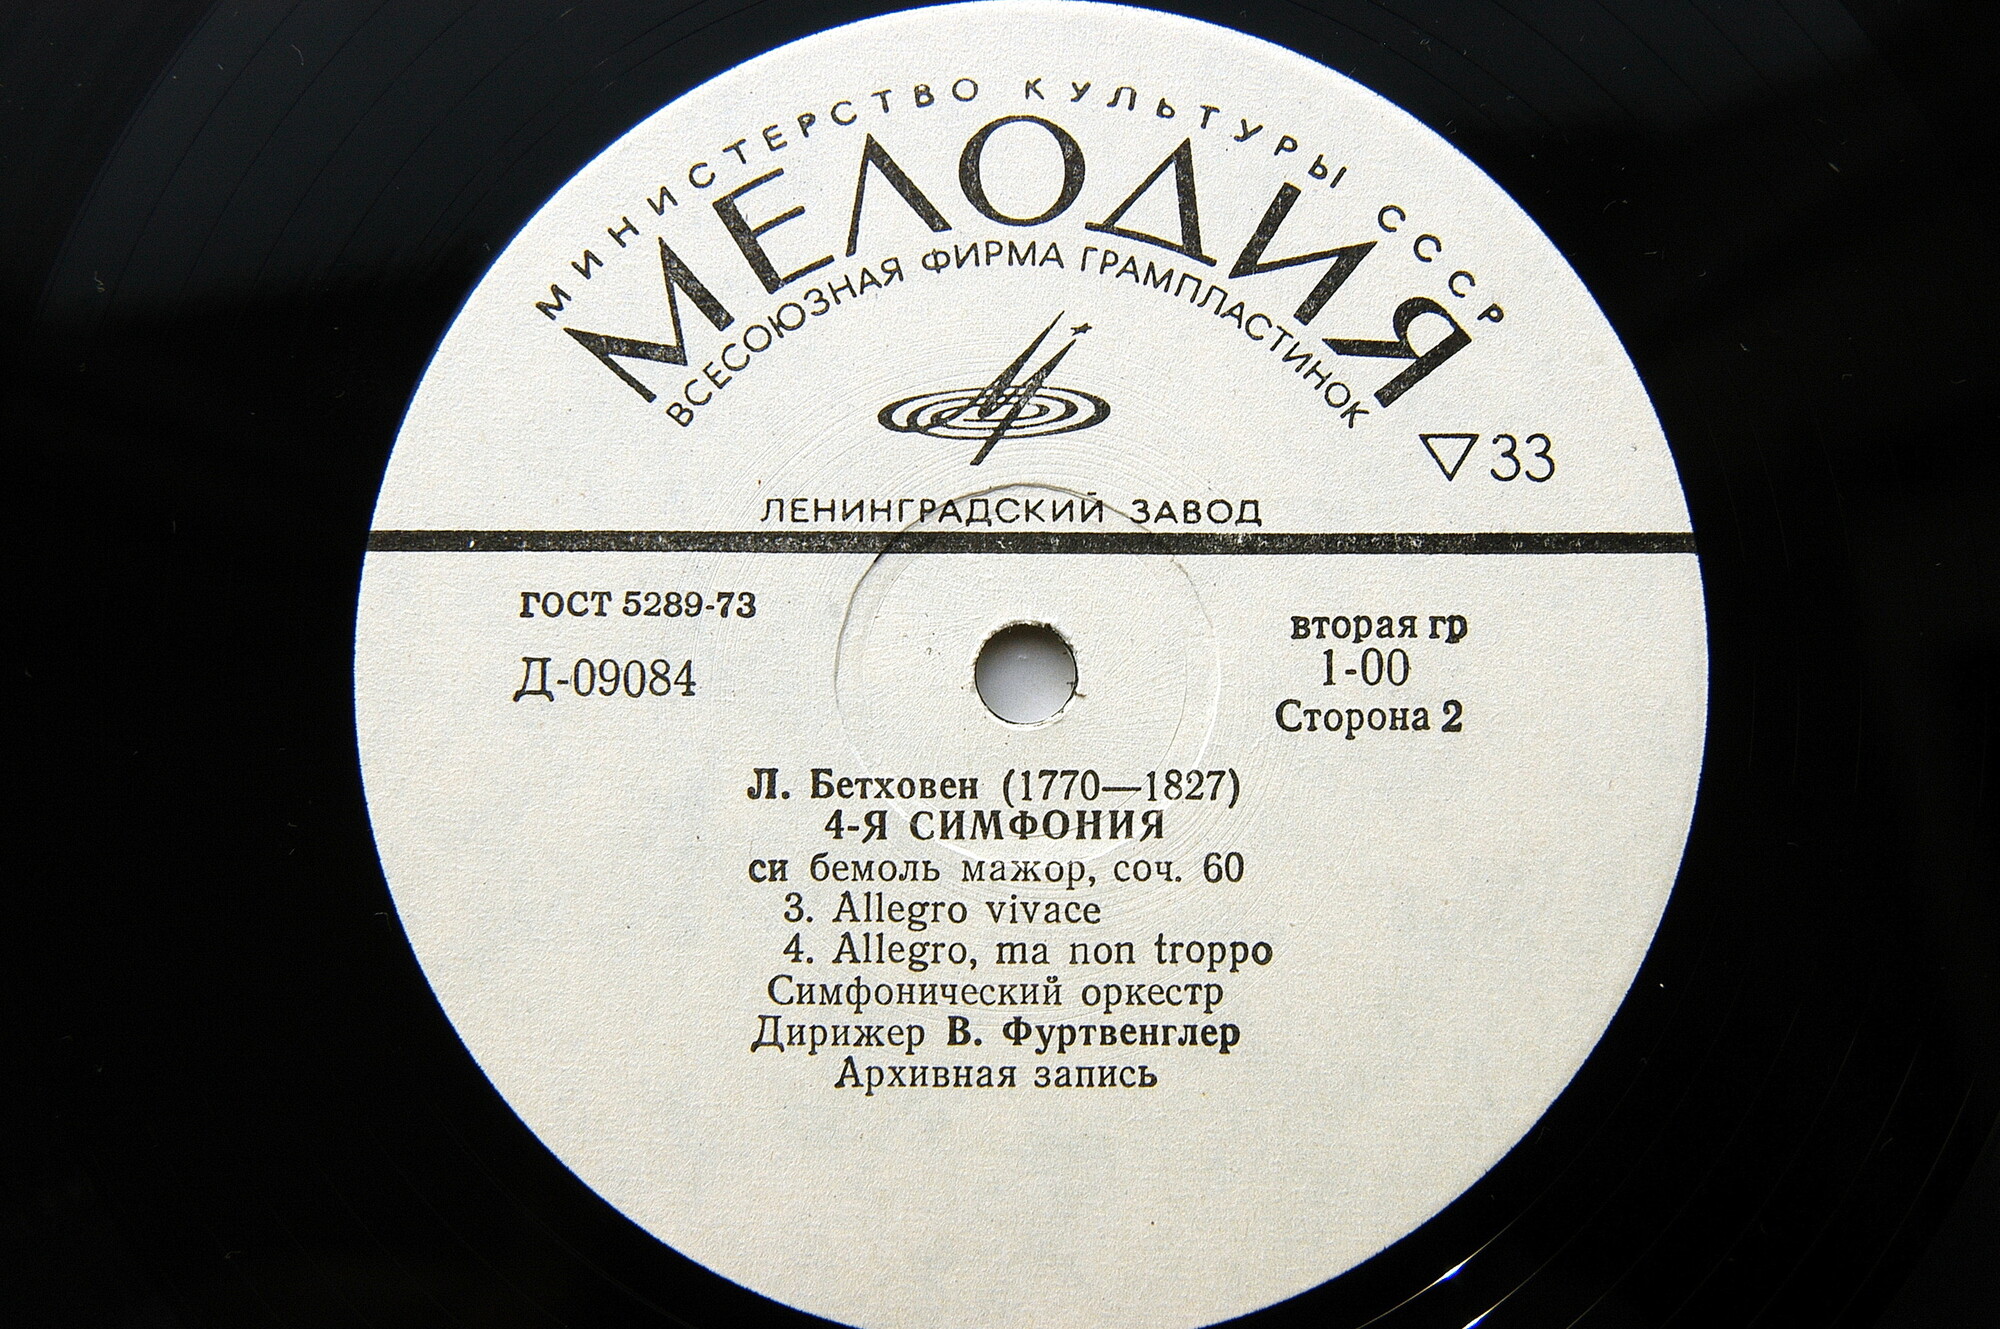 МИНИСТЕРСТВО КУЛЬТУРЫ СССР
МЕЛОДИЯ
ВСЕСОЮЗНАЯ ФИРМА ГРАМПЛАСТИНОК
33
ЛЕНИНГРАДСКИЙ ЗАВОД
ГОСТ 5289-73
Д-09084
вторая гр
1-00
Сторона 2
Л. Бетховен (1770—1827)
4-Я СИМФОНИЯ
си бемоль мажор, соч. 60
3. Allegro vivace
4. Allegro, ma non troppo
Симфонический оркестр
Дирижер В. Фуртвенглер
Архивная запись